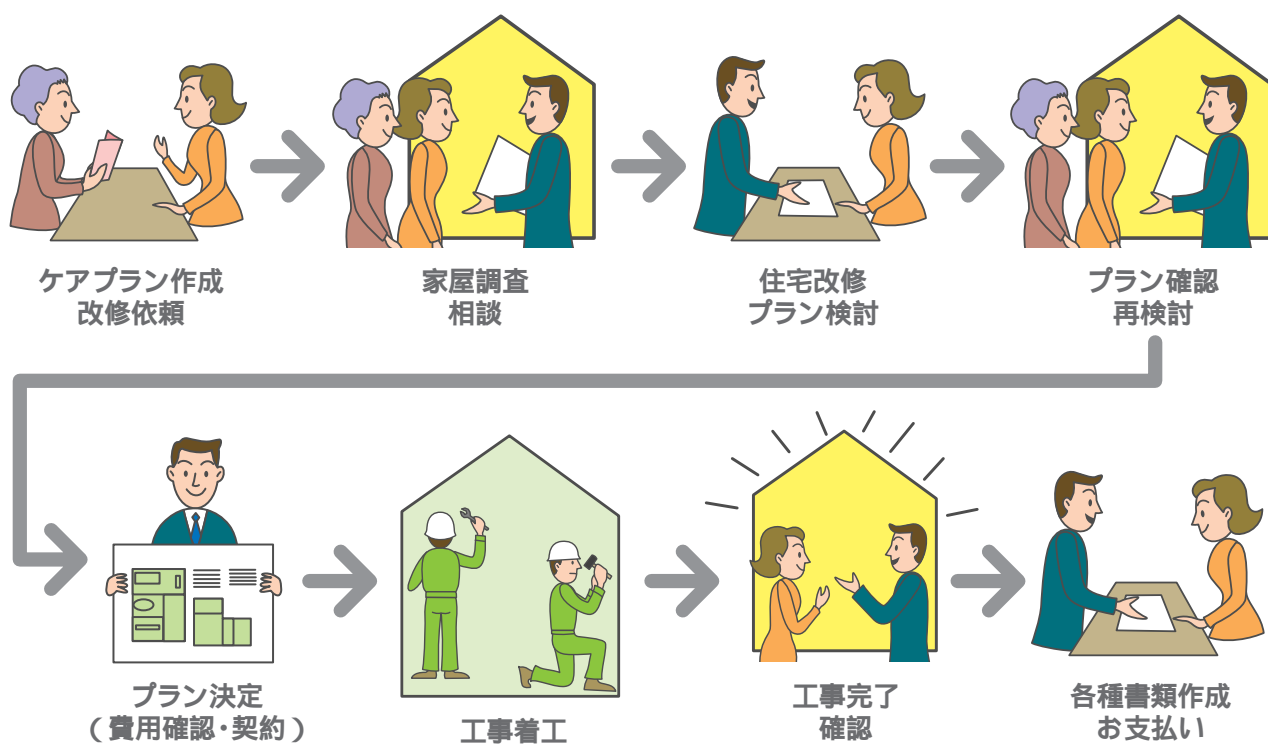 ケアプラン作成
改修依頼
家屋調査
相談
住宅改修
プラン検討
プラン確認
再検討
プラン決定
（費用確認・契約）
工事着工
工事完了
確認
各種書類作成
お支払い